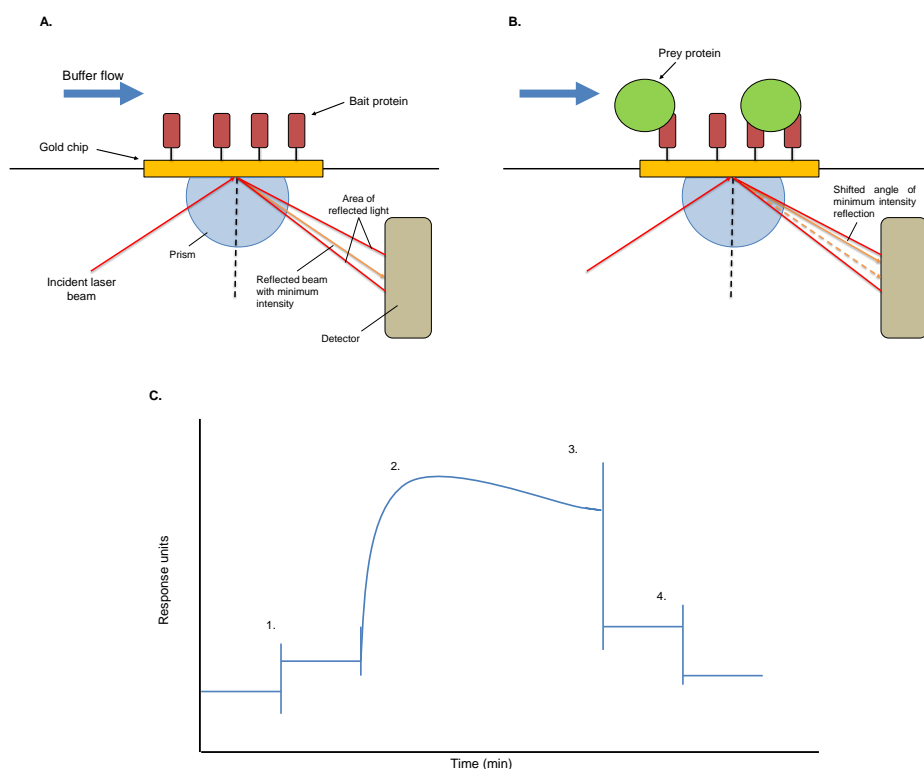 A.
Buffer flow
Bait protein
Gold chip
Area of
reflected light
Prism
Reflected beam
with minimum
intensity
Incident laser
beam
Detector
B.
Prey protein
Shifted angle of
minimum intensity
reflection
C.
Response units
1.
2.
3.
4.
Time (min)